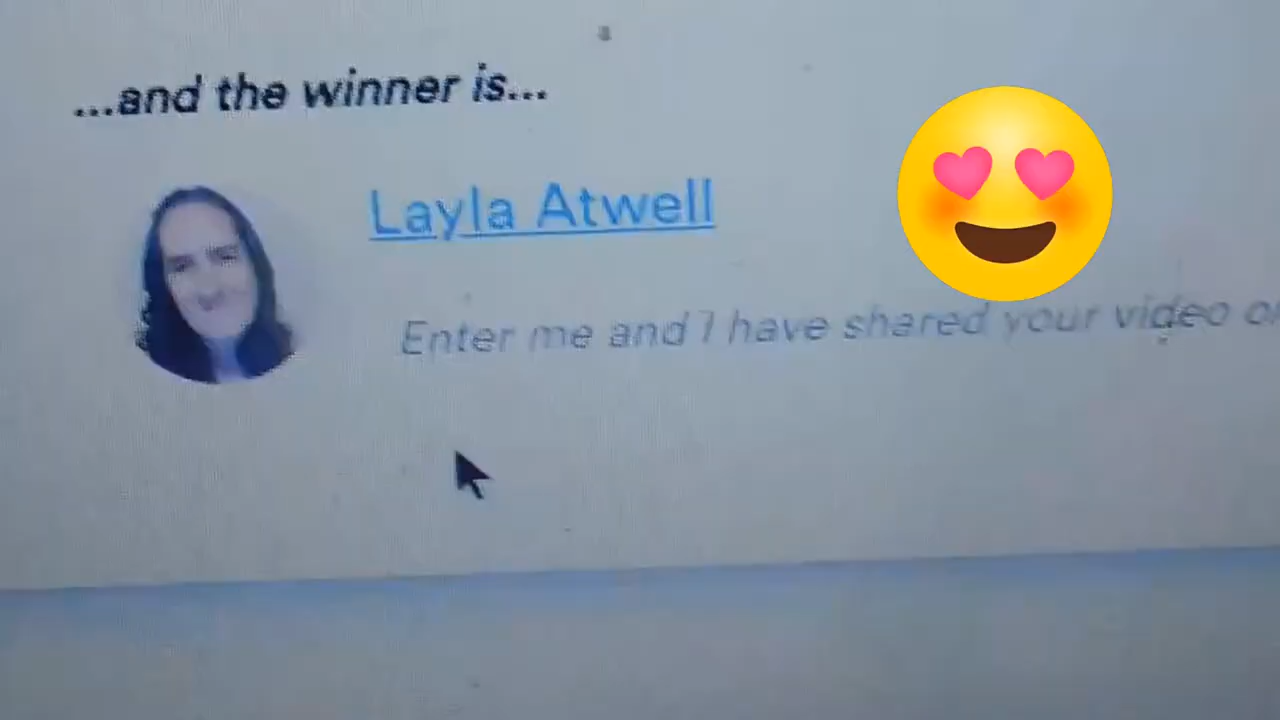 ...and the winner is...
Layla Atwell
Enter me and I have shared your video